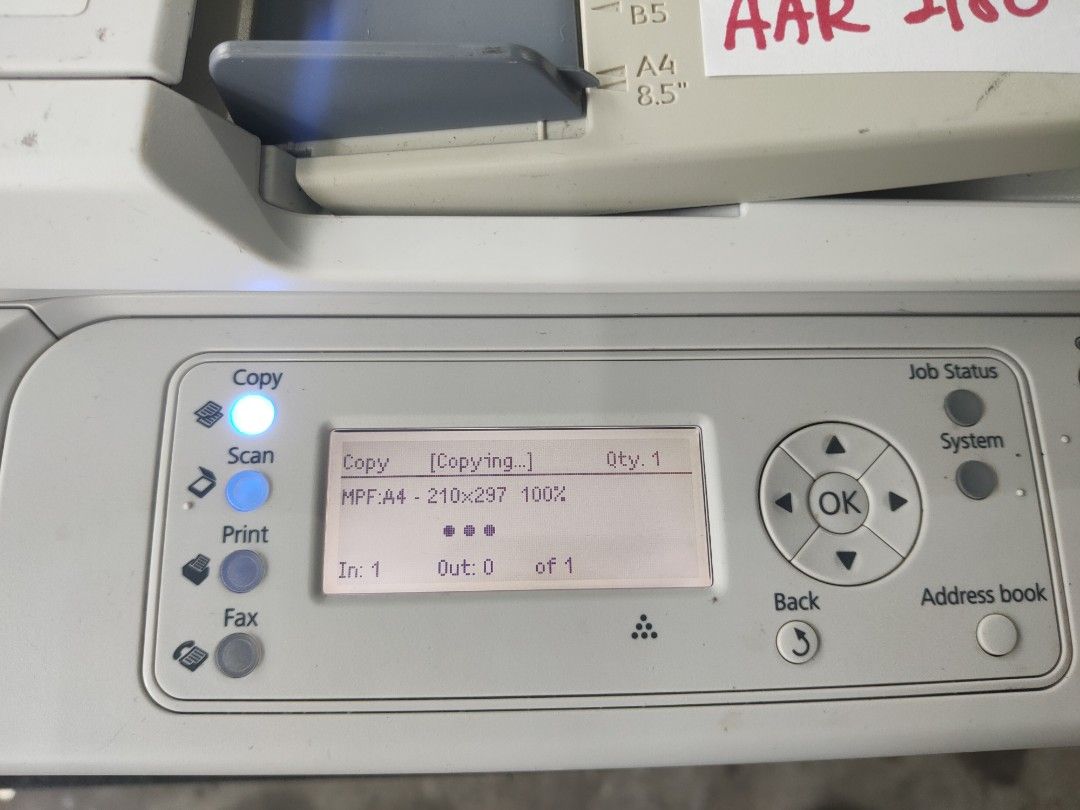 B5
A4
8.5"
AAR
Copy
Scan
Print
Fax
Copy [Copying...] Qty. 1
MPF:A4 - 210x297 100%
In: 1 Out: 0 of 1
Job Status
System
OK
Back
Address book